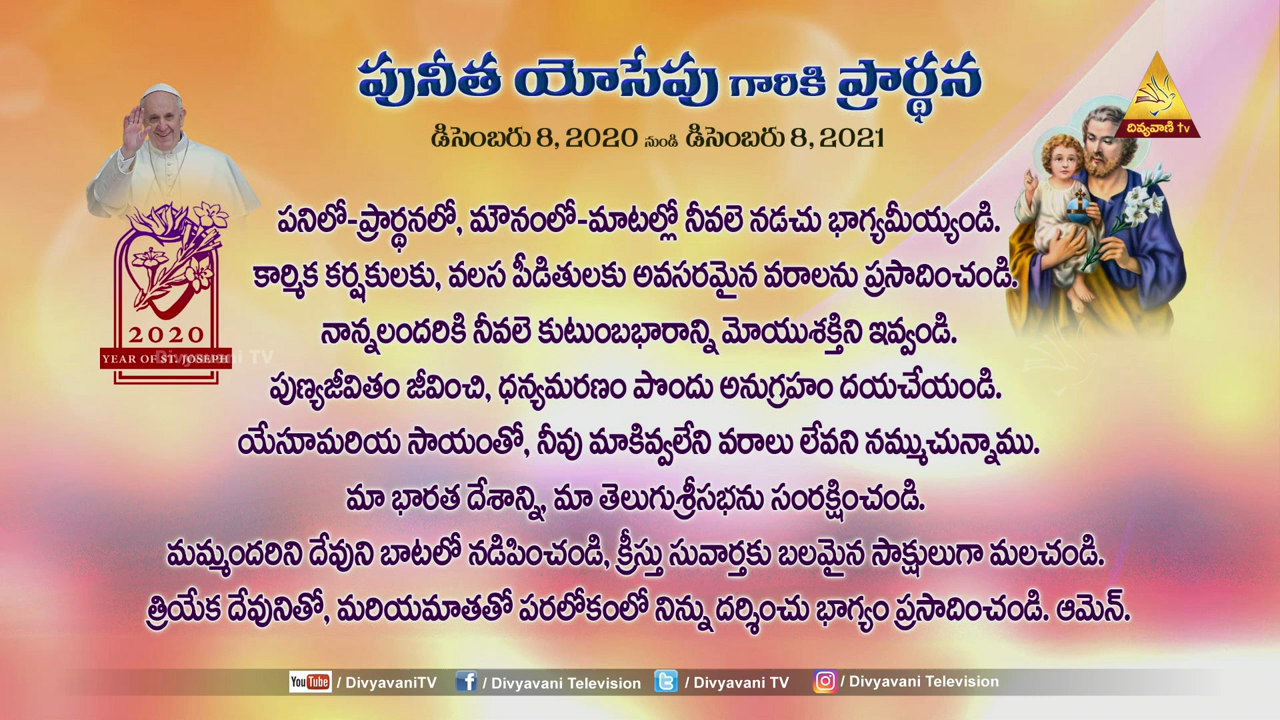 పునీత యోసేపు గారికి ప్రార్థన
డిసెంబరు 8, 2020 నుండి డిసెంబరు 8, 2021
దివ్యవాణి tv
పనిలో-ప్రార్థనలో, మౌనంలో-మాటల్లో నీవలె నడచు భాగ్యమీయ్యండి.
కార్మిక కర్షకులకు, వలస పీడితులకు అవసరమైన వరాలను ప్రసాదించండి.
నాన్నలందరికి నీవలె కుటుంబభారాన్ని మోయుశక్తిని ఇవ్వండి.
2020
YEAR OF ST. JOSEPH
Divyavani TV
పుణ్యజీవితం జీవించి, ధన్యమరణం పొందు అనుగ్రహం దయచేయండి.
యేసూమరియ సాయంతో, నీవు మాకివ్వలేని వరాలు లేవని నమ్ముచున్నాము.
మా భారత దేశాన్ని, మా తెలుగుశ్రీసభను సంరక్షించండి.
మమ్మందరిని దేవుని బాటలో నడిపించండి, క్రీస్తు సువార్తకు బలమైన సాక్షులుగా మలచండి.
త్రియేక దేవునితో, మరియమాతతో పరలోకంలో నిన్ను దర్శించు భాగ్యం ప్రసాదించండి. ఆమెన్.
YouTube / DivyavaniTV / Divyavani Television / Divyavani TV / Divyavani Television